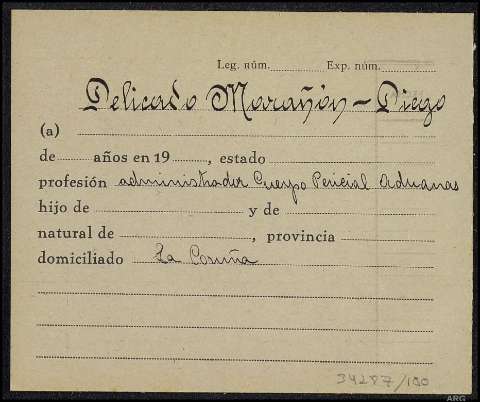 Leg. núm. Exp. núm.
Delicado Marañón - Diego
(a)
de años en 19 , estado
profesión administrador Cuerpo Pericial Aduanas
hijo de y de
natural de , provincia
domiciliado La Coruña
34287/100
ARG